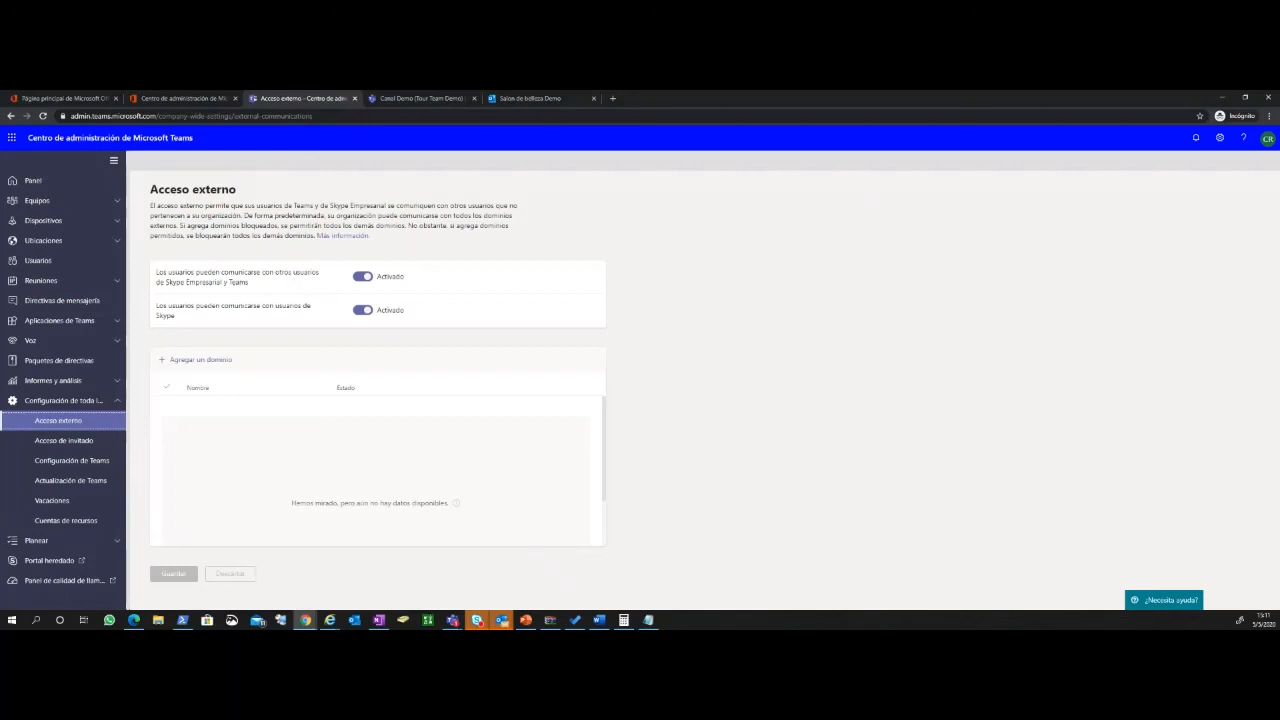 Página principal de Microsoft Of
Centro de administración de Mi
Acceso externo - Centro de adm
Canal Demo (Tour Team Demo) |
Salon de belleza Demo
admin.teams.microsoft.com/company-wide-settings/external-communications
Incógnito
Centro de administración de Microsoft Teams
CR
Panel
Equipos
Dispositivos
Ubicaciones
Usuarios
Reuniones
Directivas de mensajería
Aplicaciones de Teams
Voz
Paquetes de directivas
Informes y análisis
Configuración de toda l...
Acceso externo
Acceso de invitado
Configuración de Teams
Actualización de Teams
Vacaciones
Cuentas de recursos
Planear
Portal heredado
Panel de calidad de llam...
Acceso externo
El acceso externo permite que sus usuarios de Teams y de Skype Empresarial se comuniquen con otros usuarios que no
pertenecen a su organización. De forma predeterminada, su organización puede comunicarse con todos los dominios
externos. Si agrega dominios bloqueados, se permitirán todos los demás dominios. No obstante, si agrega dominios
permitidos, se bloquearán todos los demás dominios. Más información
Los usuarios pueden comunicarse con otros usuarios
de Skype Empresarial y Teams
Activado
Los usuarios pueden comunicarse con usuarios de
Skype
Activado
+ Agregar un dominio
Nombre
Estado
Hemos mirado, pero aún no hay datos disponibles.
Guardar
Descartar
¿Necesita ayuda?
15:11
5/5/2020